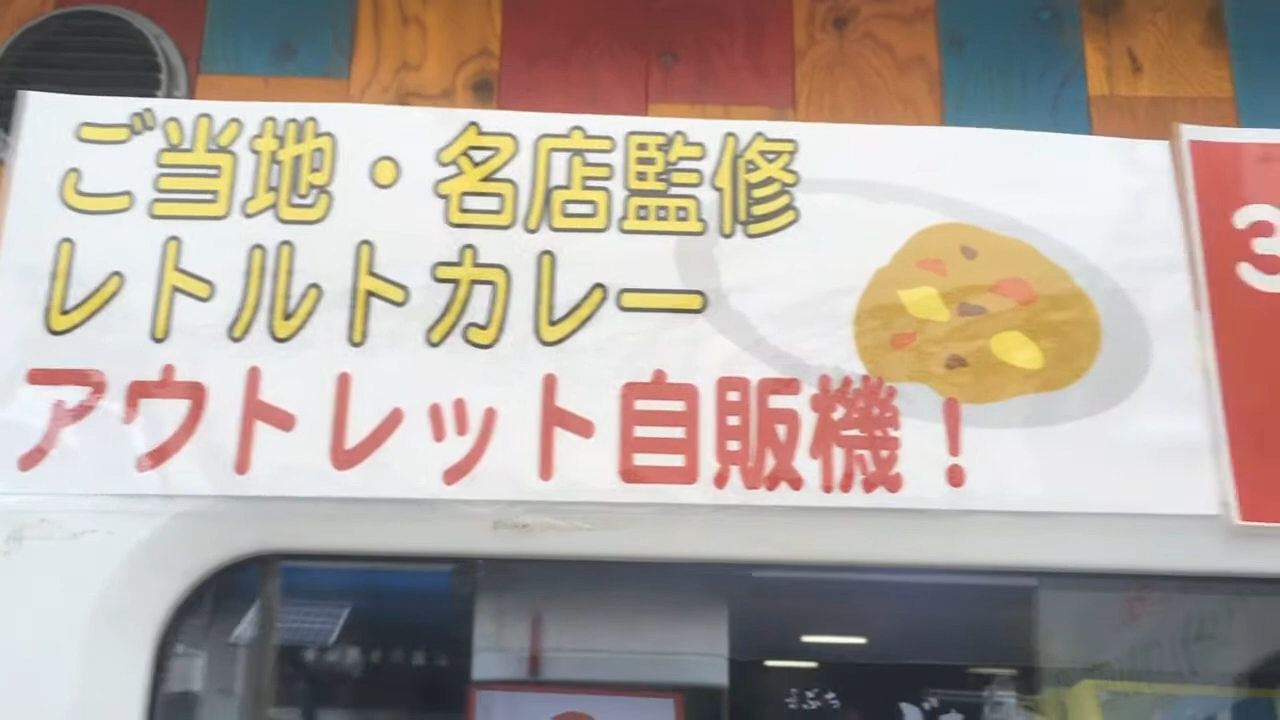 ご当地・名店監修
レトルトカレー
アウトレット自販機！
3